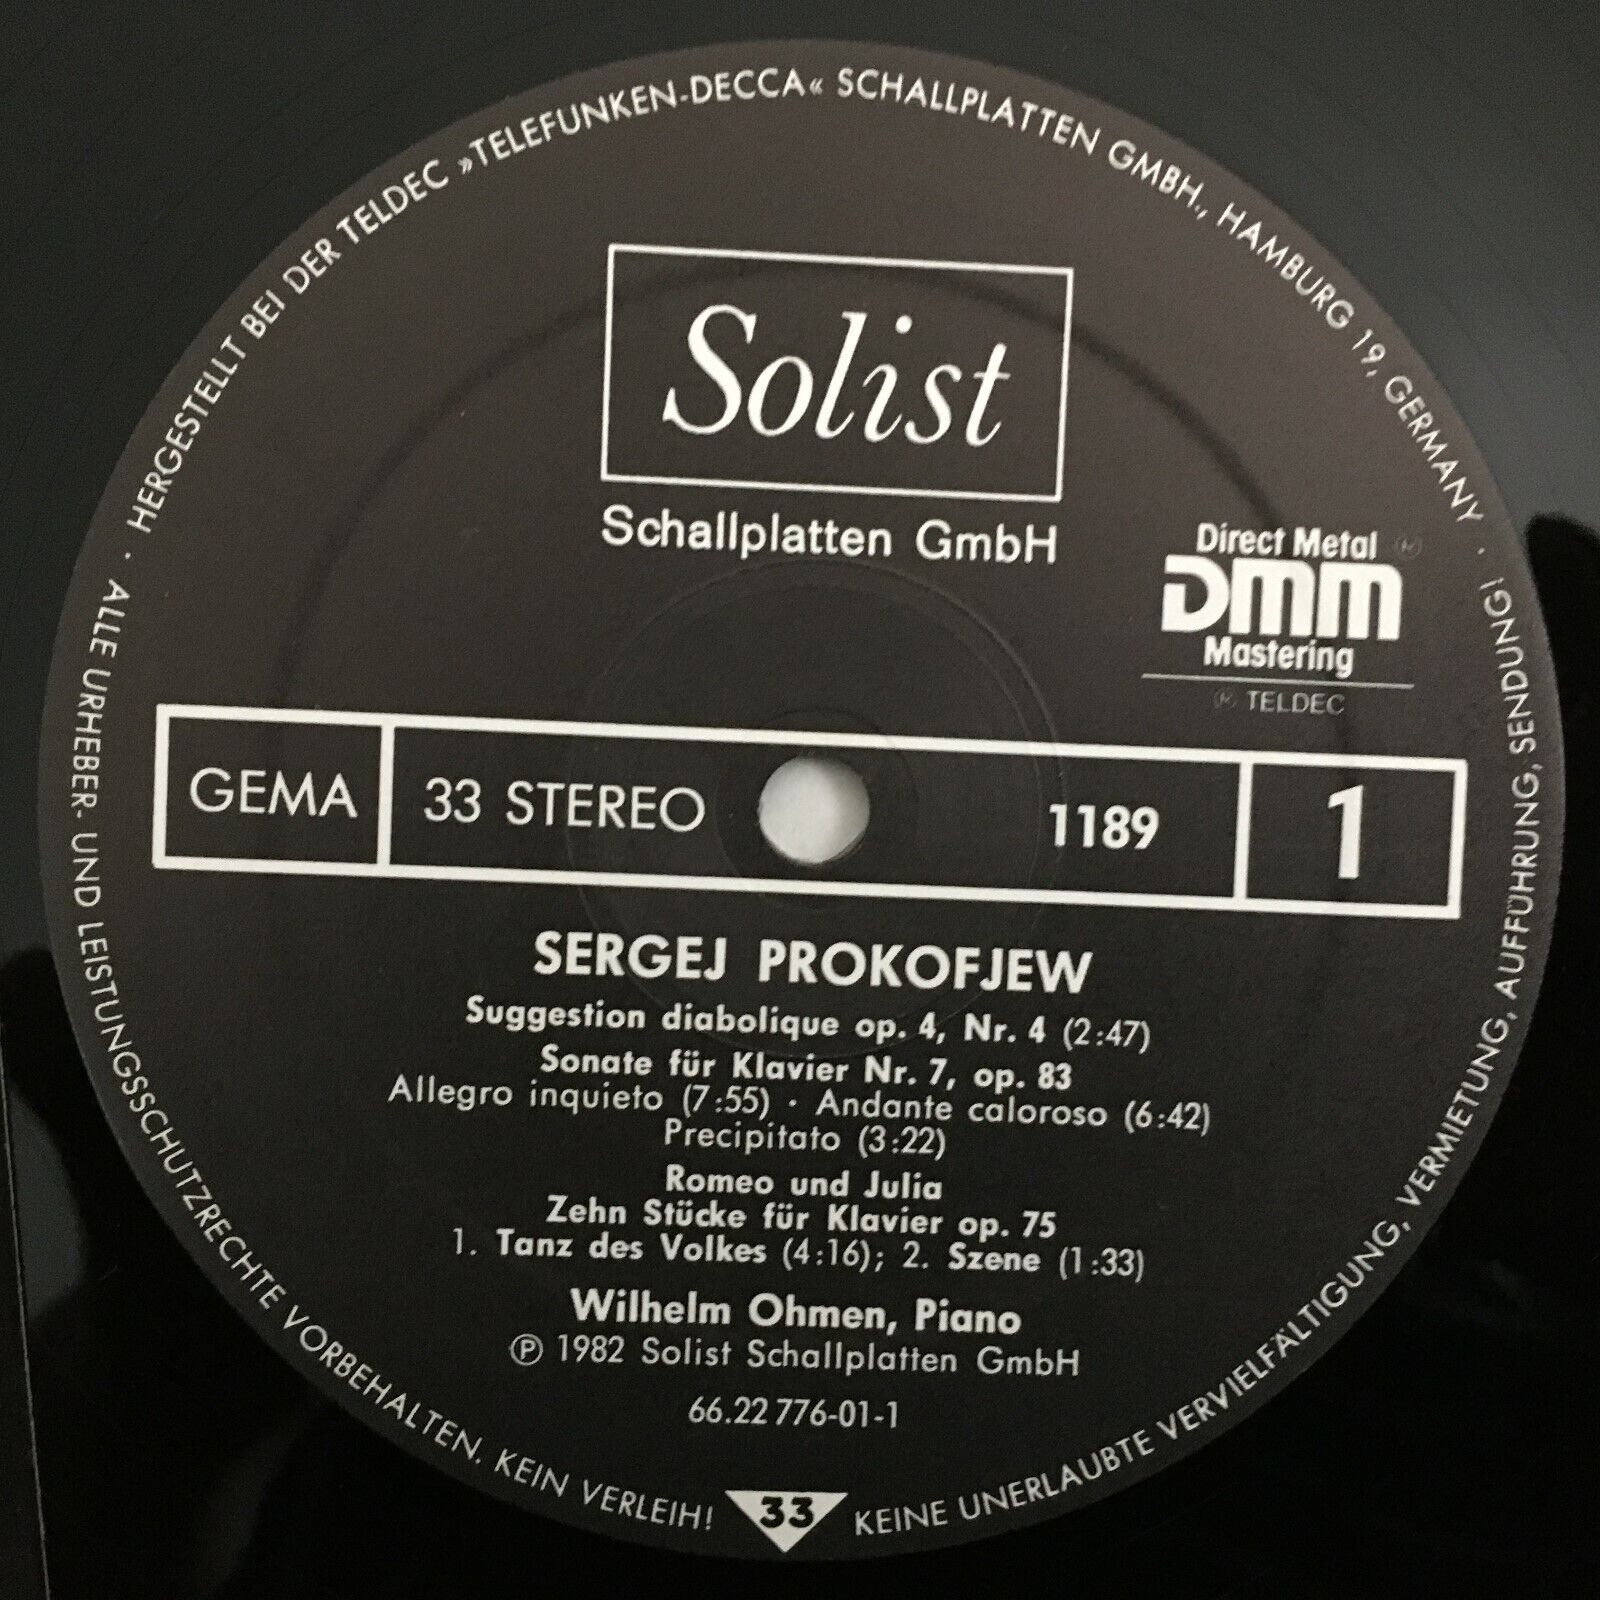 HERGESTELLT BEI DER TELDEC »TELEFUNKEN-DECCA« SCHALLPLATTEN GMBH., HAMBURG 19, GERMANY ·
Solist
Schallplatten GmbH
Direct Metal Ⓜ
DMM
Mastering
Ⓜ TELDEC
GEMA
33 STEREO
1189
1
SERGEJ PROKOFJEW
Suggestion diabolique op. 4, Nr. 4 (2:47)
Sonate für Klavier Nr. 7, op. 83
Allegro inquieto (7:55) · Andante caloroso (6:42)
Precipitato (3:22)
Romeo und Julia
Zehn Stücke für Klavier op. 75
1. Tanz des Volkes (4:16); 2. Szene (1:33)
Wilhelm Ohmen, Piano
Ⓟ 1982 Solist Schallplatten GmbH
66.22 776-01-1
· ALLE URHEBER- UND LEISTUNGSSCHUTZRECHTE VORBEHALTEN. KEIN VERLEIH!
33
KEINE UNERLAUBTE VERVIELFÄLTIGUNG, VERMIETUNG, AUFFÜHRUNG, SENDUNG!